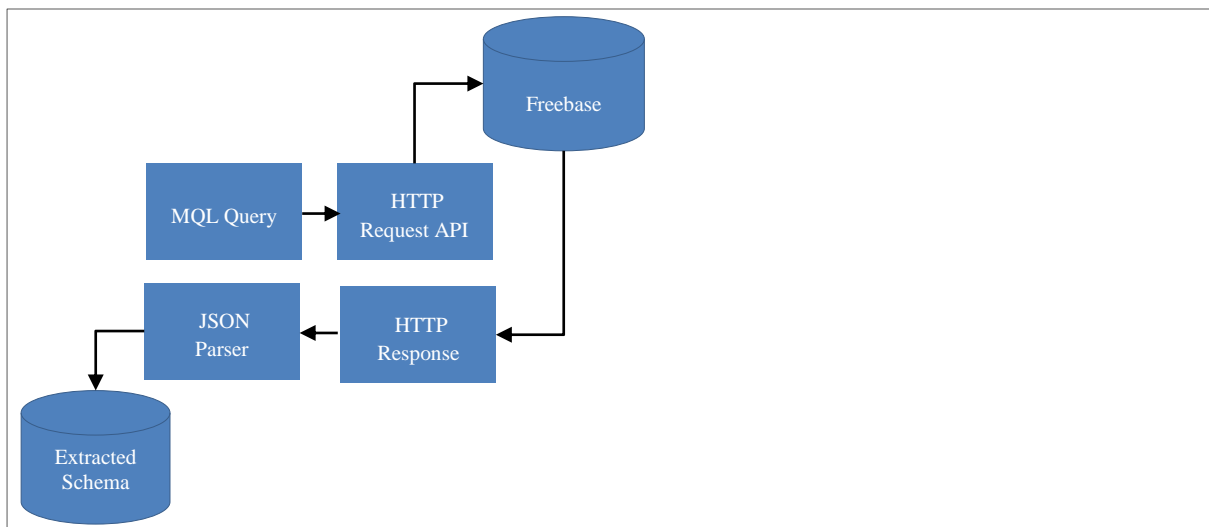 Freebase
MQL Query
HTTP
Request API
JSON
Parser
HTTP
Response
Extracted
Schema